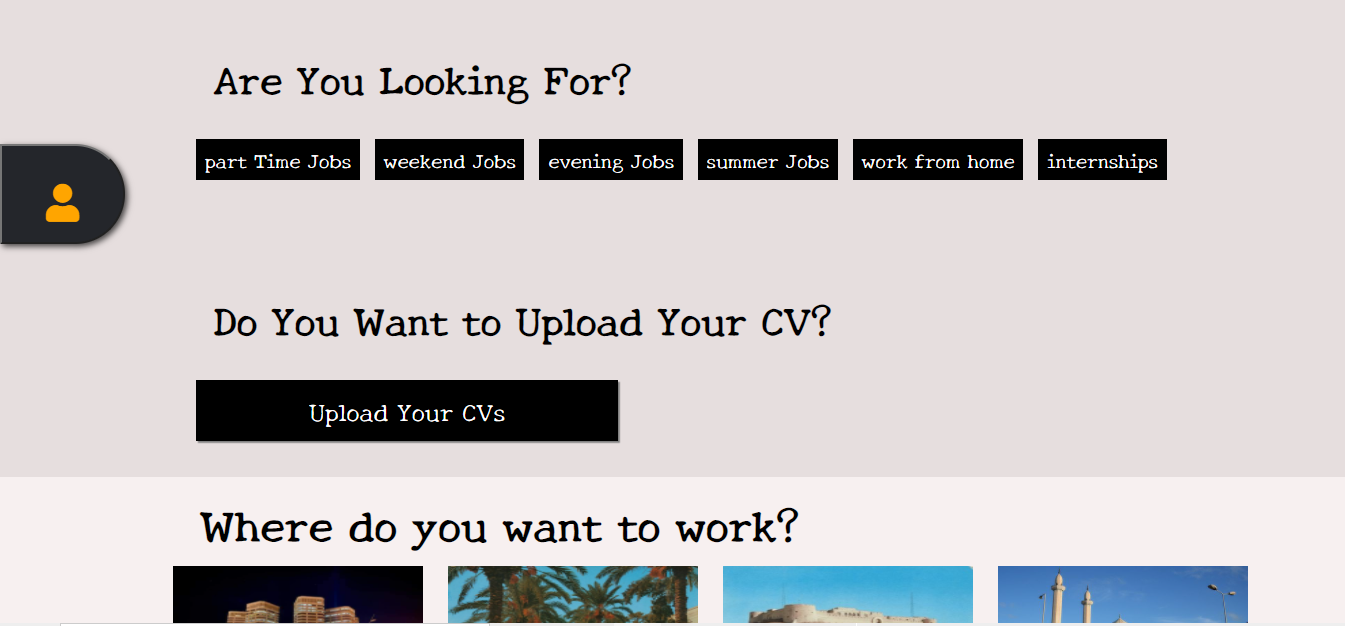 Are You Looking For?
part Time Jobs weekend Jobs evening Jobs summer Jobs work from home internships
Do You Want to Upload Your CV?
Upload Your CVs
Where do you want to work?